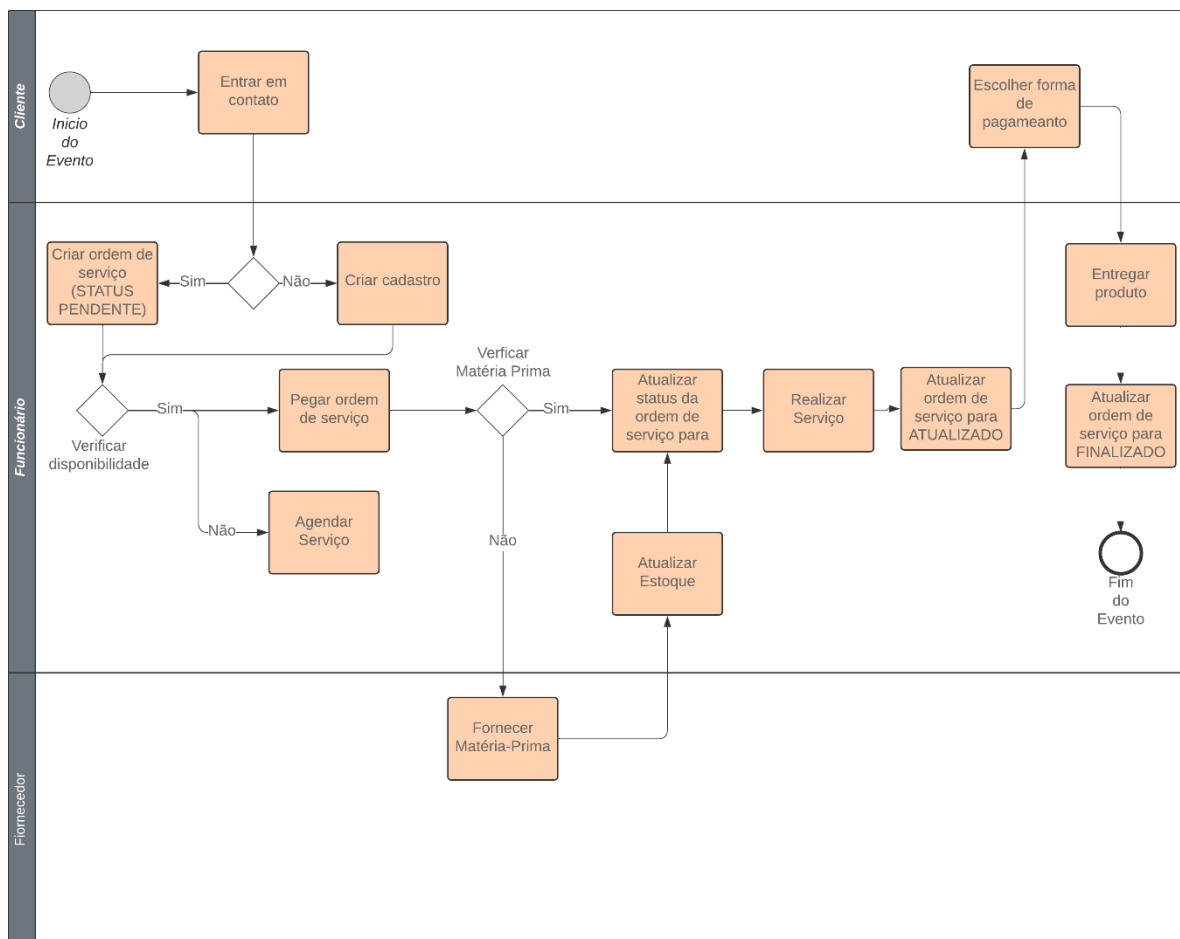 Cliente
Inicio
do
Evento
Entrar em
contato
Escolher forma
de
pagameanto
Funcionário
Criar ordem de
serviço
(STATUS
PENDENTE)
Sim
Não
Criar cadastro
Entregar
produto
Verificar
disponibilidade
Sim
Pegar ordem
de serviço
Verficar
Matéria Prima
Sim
Atualizar
status da
ordem de
serviço para
Realizar
Serviço
Atualizar
ordem de
serviço para
ATUALIZADO
Atualizar
ordem de
serviço para
FINALIZADO
Não
Agendar
Serviço
Não
Atualizar
Estoque
Fim
do
Evento
Fiornecedor
Fornecer
Matéria-Prima